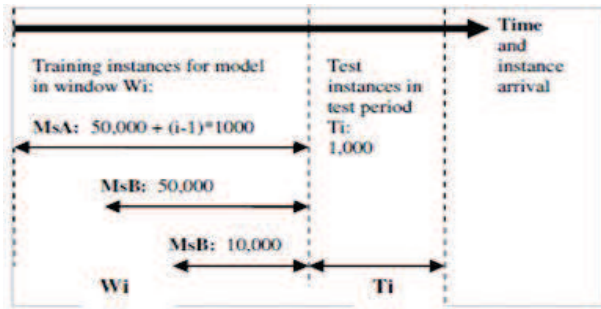 Time
and
instance
arrival
Training instances for model
in window Wi:
MsA: 50,000 + (i-1)*1000
MsB: 50,000
MsB: 10,000
Wi
Test
instances in
test period
Ti:
1,000
Ti